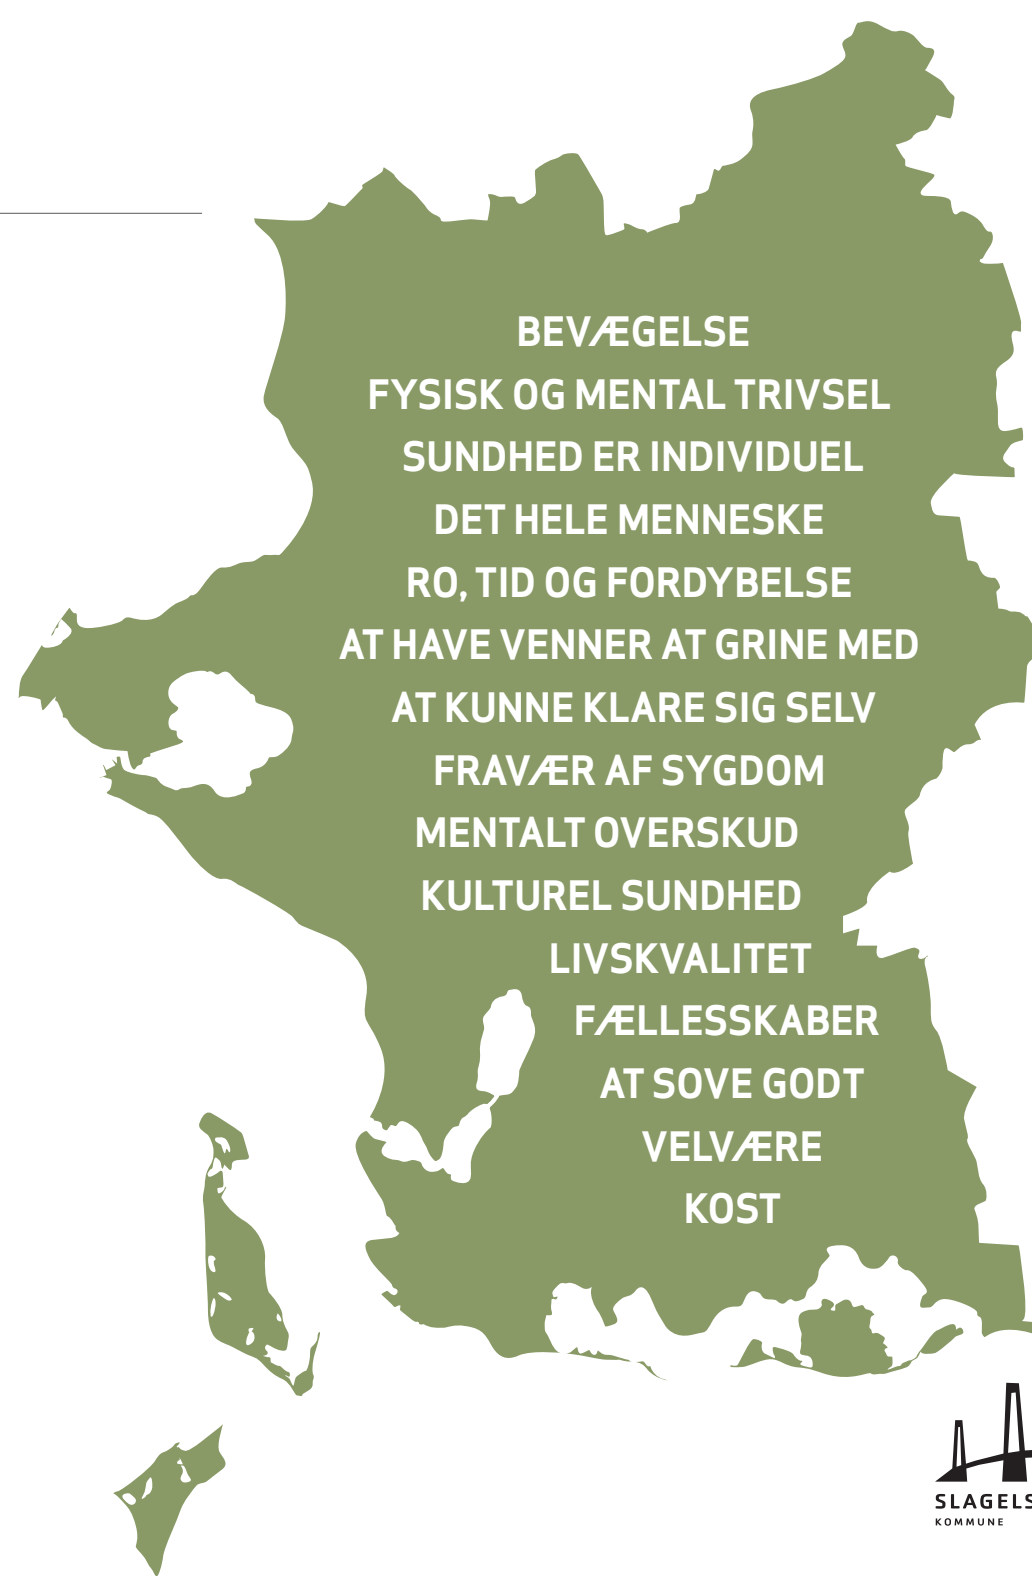 BEVÆGELSE
FYSISK OG MENTAL TRIVSEL
SUNDHED ER INDIVIDUEL
DET HELE MENNESKE
RO, TID OG FORDYBELSE
AT HAVE VENNER AT GRINE MED
AT KUNNE KLARE SIG SELV
FRAVÆR AF SYGDOM
MENTALT OVERSKUD
KULTUREL SUNDHED
LIVSKVALITET
FÆLLESSKABER
AT SOVE GODT
VELVÆRE
KOST
SLAGELS
KOMMUNE